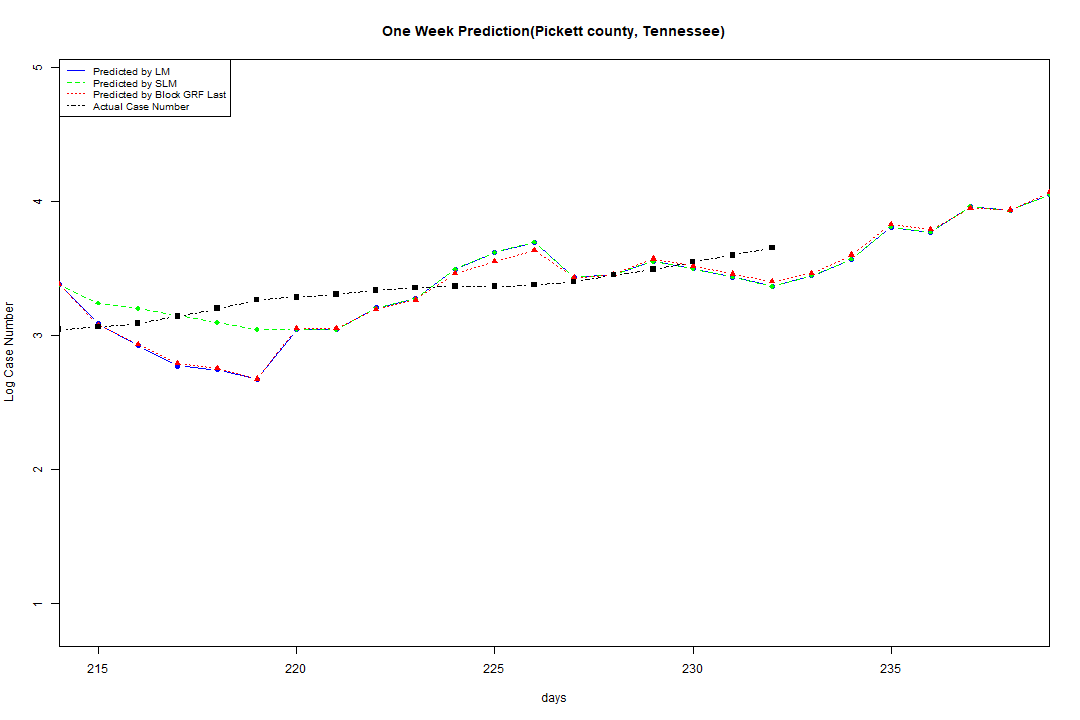 One Week Prediction(Pickett county, Tennessee)
Predicted by LM
Predicted by SLM
Predicted by Block GRF Last
Actual Case Number
5
4
3
2
1
Log Case Number
215 220 225 230 235
days